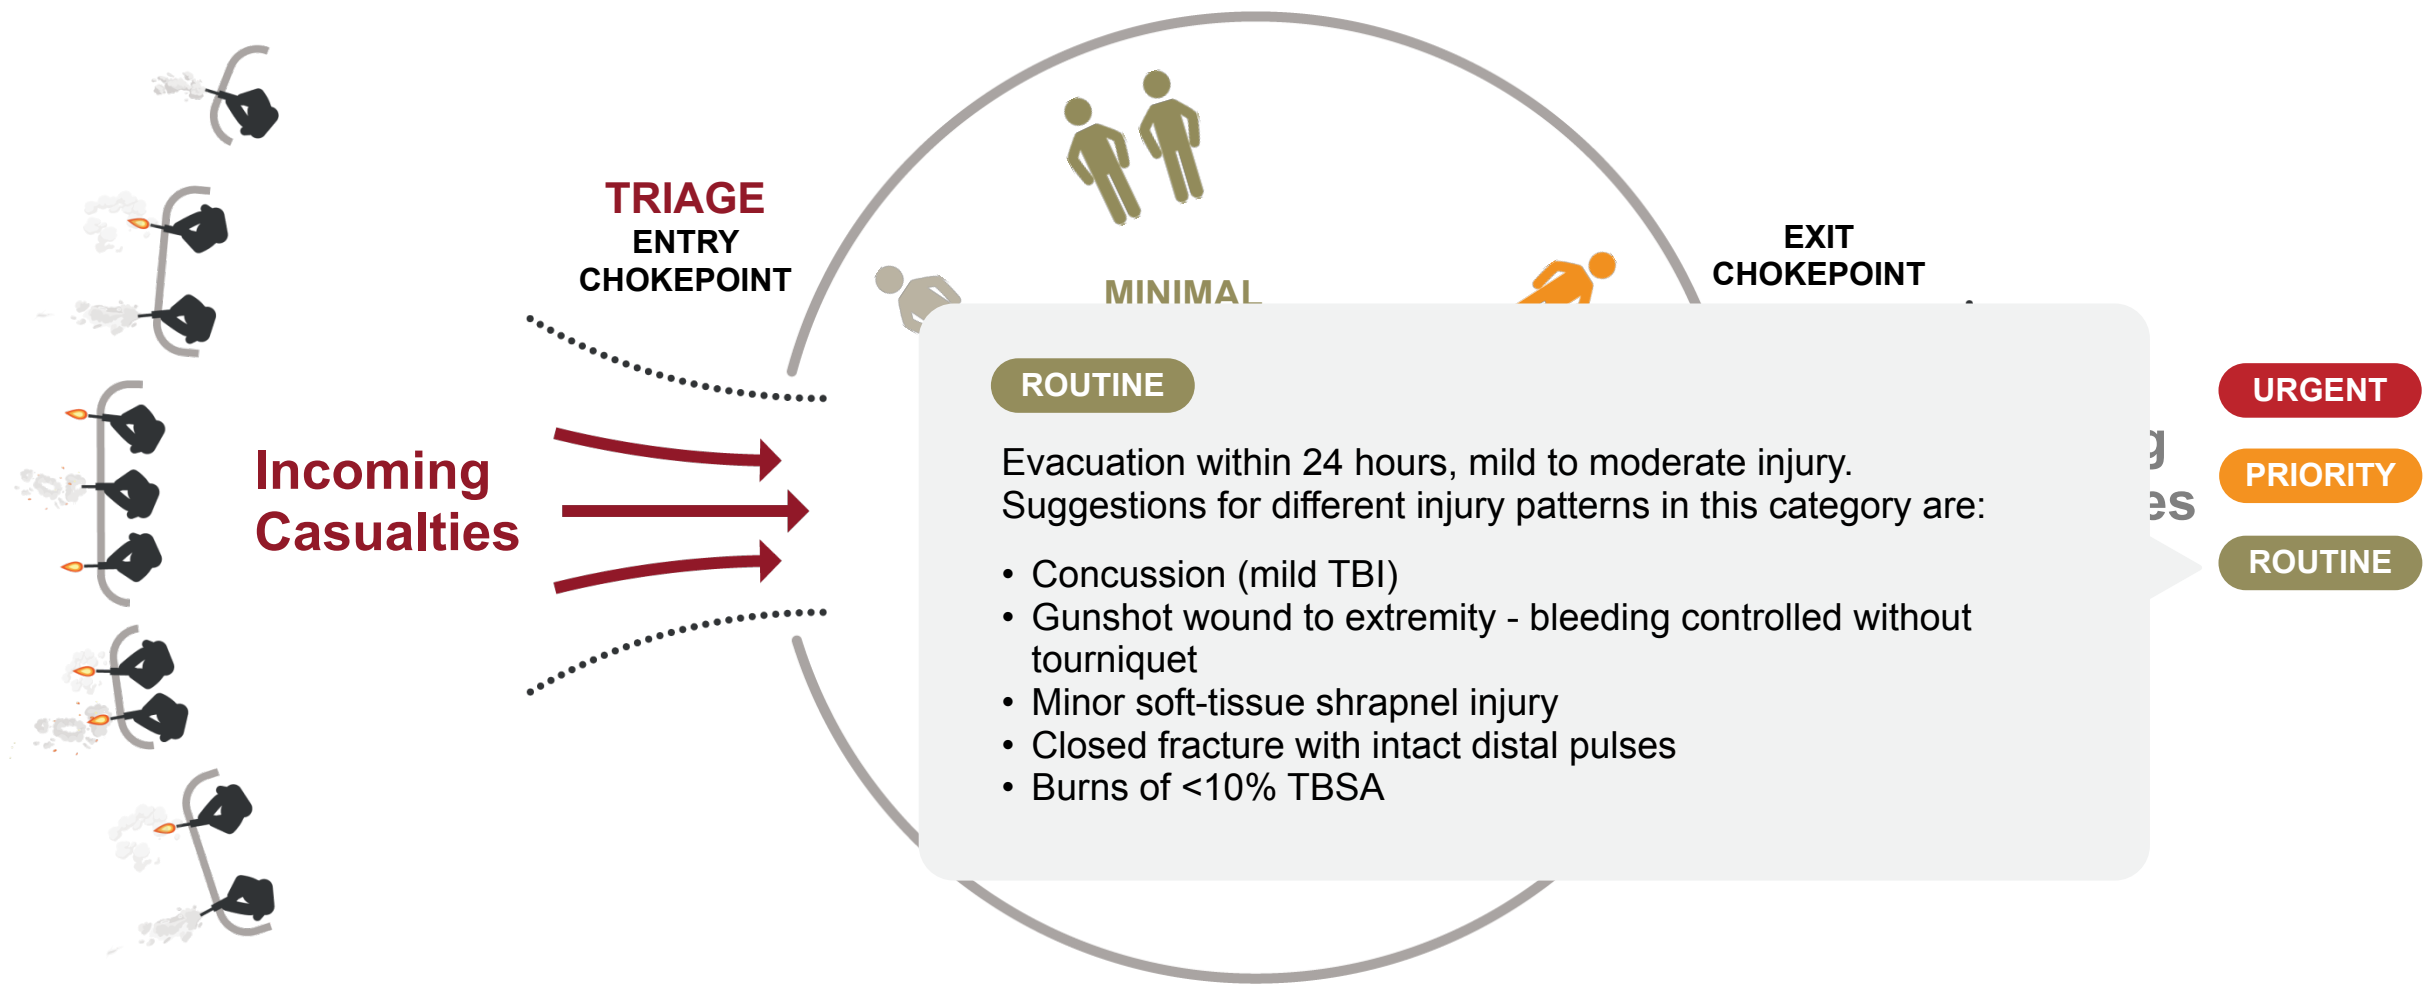 TRIAGE
ENTRY
CHOKEPOINT
EXIT
CHOKEPOINT
MINIMAL
Incoming
Casualties
ROUTINE
Evacuation within 24 hours, mild to moderate injury.
Suggestions for different injury patterns in this category are:
• Concussion (mild TBI)
• Gunshot wound to extremity - bleeding controlled without
tourniquet
• Minor soft-tissue shrapnel injury
• Closed fracture with intact distal pulses
• Burns of <10% TBSA
URGENT
PRIORITY
ROUTINE